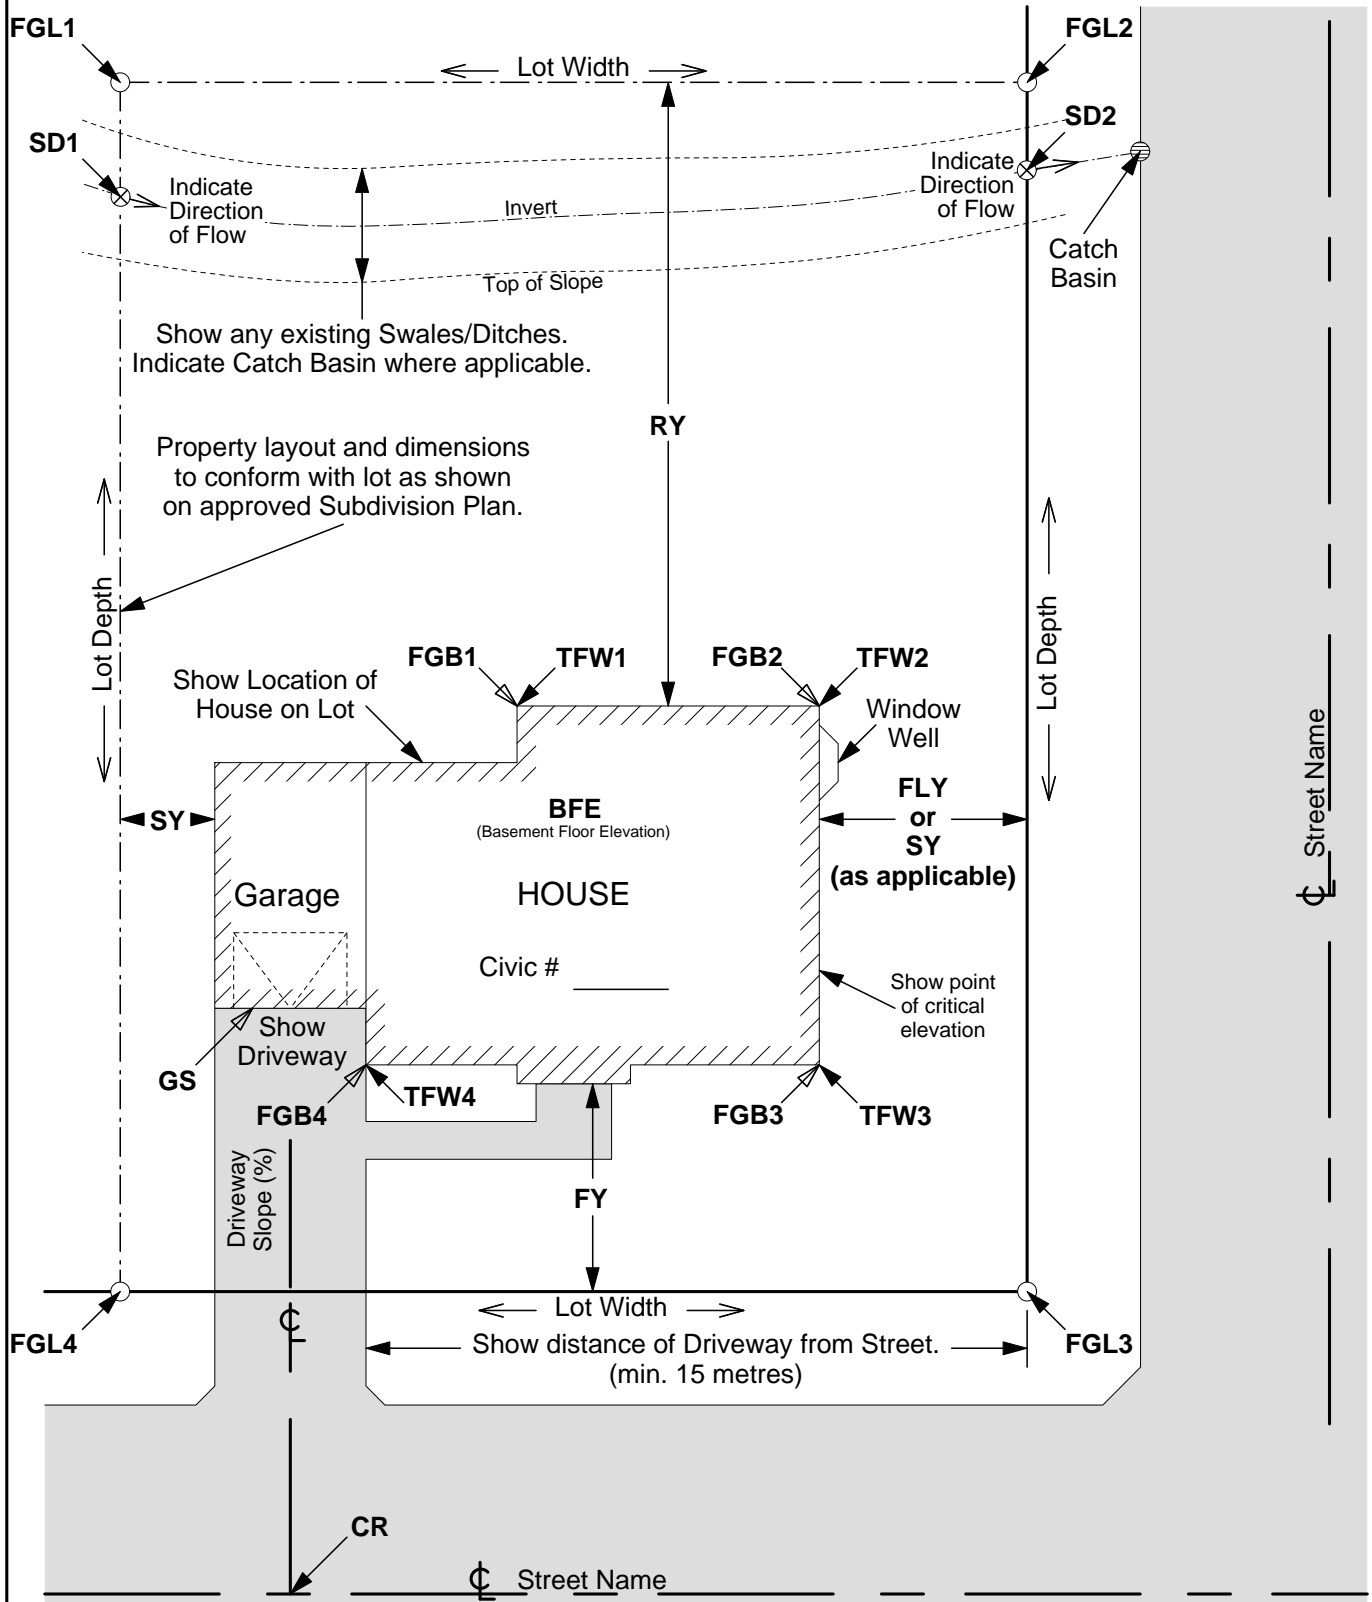 FGL1
FGL2
Lot Width
SD1
SD2
Indicate
Direction
of Flow
Indicate
Direction
of Flow
Invert
Catch
Basin
Top of Slope
Show any existing Swales/Ditches.
Indicate Catch Basin where applicable.
RY
Property layout and dimensions
to conform with lot as shown
on approved Subdivision Plan.
Lot Depth
Lot Depth
FGB1
TFW1
FGB2
TFW2
Show Location of
House on Lot
Window
Well
Street Name
SY
BFE
(Basement Floor Elevation)
FLY
or
SY
(as applicable)
Garage
HOUSE
Civic # ______
Show point
of critical
elevation
Show
Driveway
GS
FGB4
TFW4
FGB3
TFW3
Driveway
Slope (%)
FY
Lot Width
FGL4
Show distance of Driveway from Street.
(min. 15 metres)
FGL3
CR
Street Name